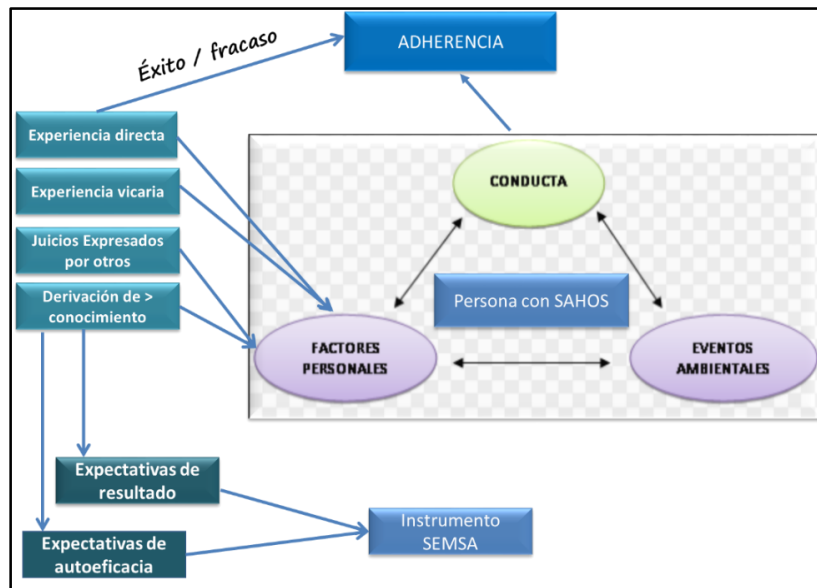 Éxito / fracaso
ADHERENCIA
Experiencia directa
Experiencia vicaria
Juicios Expresados
por otros
Derivación de >
conocimiento
CONDUCTA
Persona con SAHOS
FACTORES
PERSONALES
EVENTOS
AMBIENTALES
Expectativas de
resultado
Expectativas de
autoeficacia
Instrumento
SEMSA